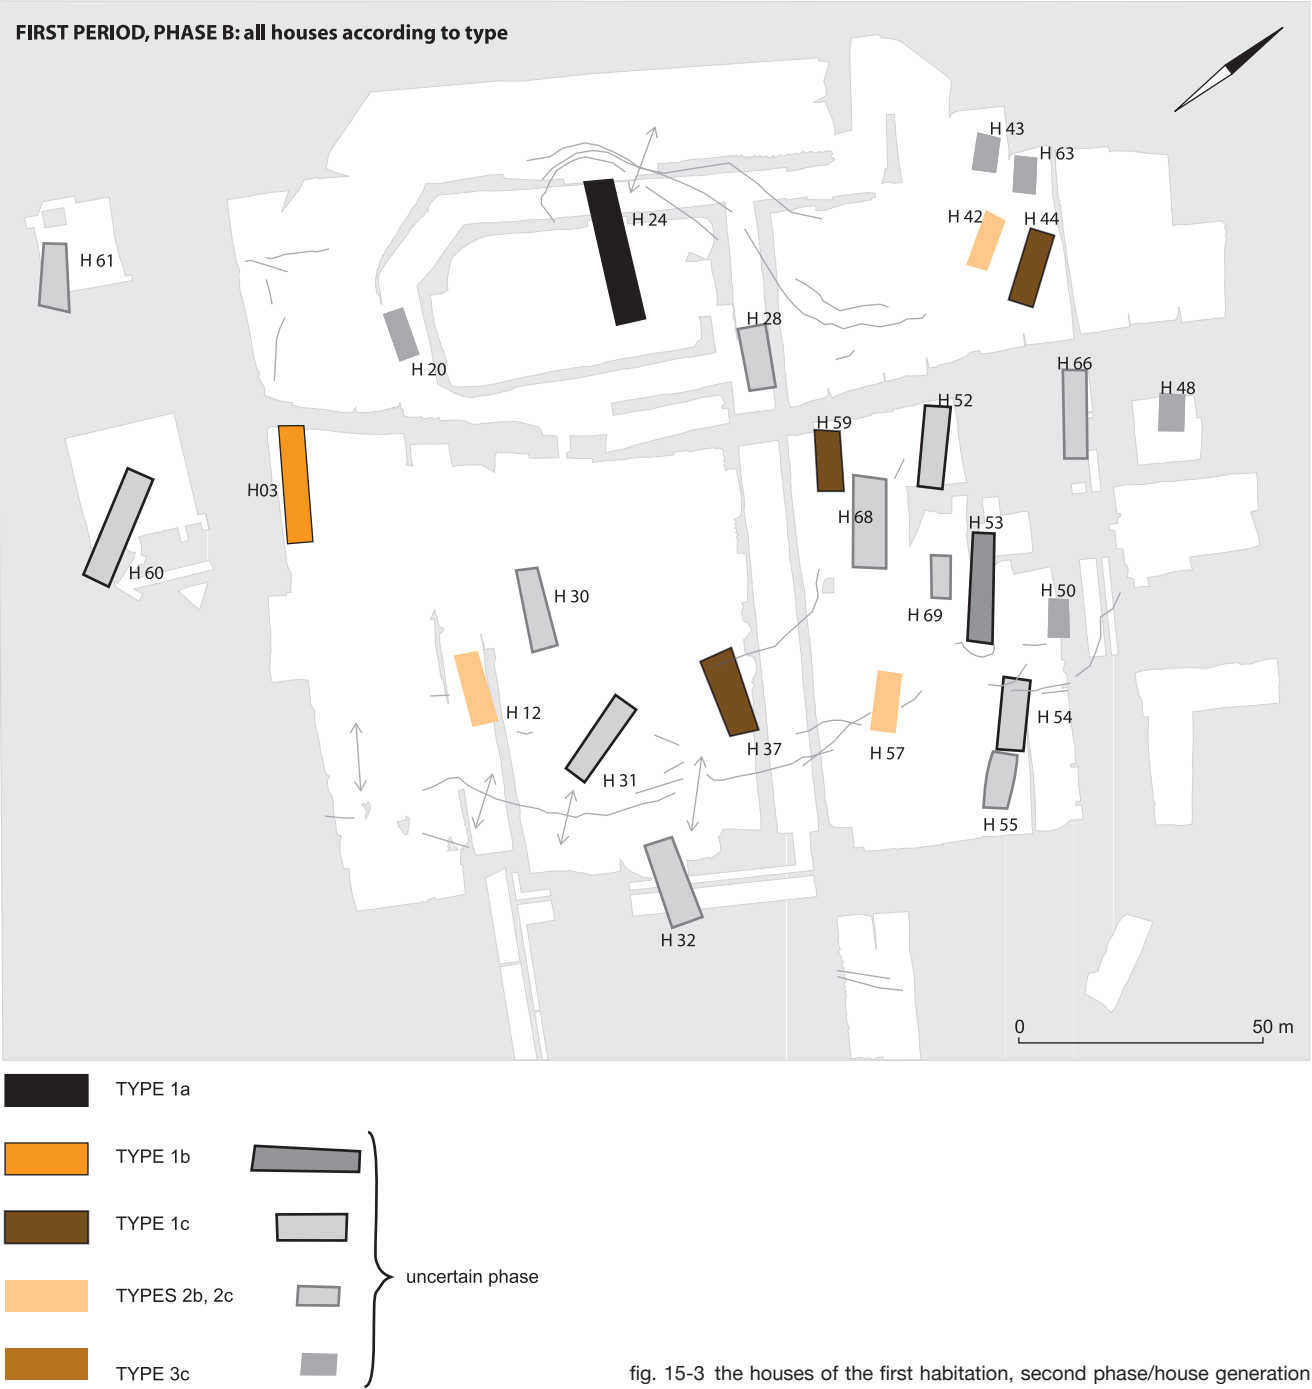 FIRST PERIOD, PHASE B: all houses according to type
H 43
H 63
H 42
H 44
H 24
H 61
H 28
H 20
H 66
H 48
H 52
H 59
H03
H 68
H 53
H 60
H 30
H 69
H 50
H 12
H 54
H 37
H 57
H 31
H 55
H 32
0 50 m
TYPE 1a
TYPE 1b
TYPE 1c
uncertain phase
TYPES 2b, 2c
TYPE 3c
fig. 15-3 the houses of the first habitation, second phase/house generation